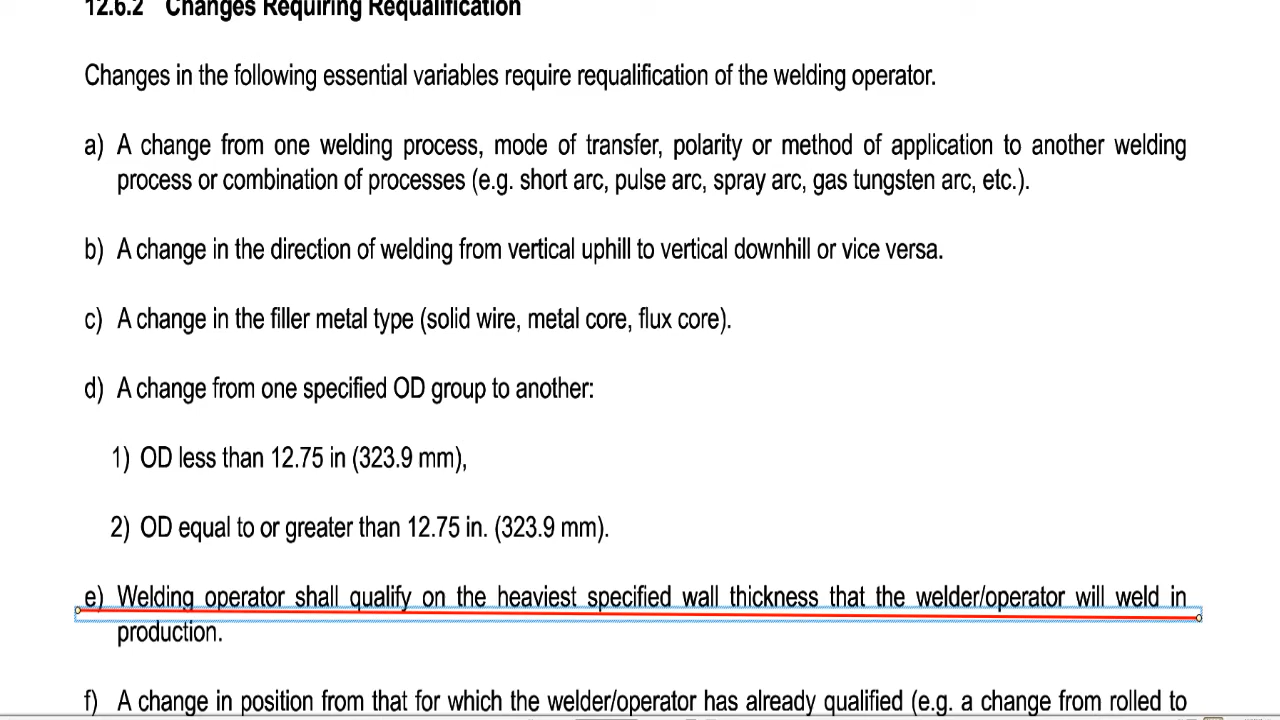 12.6.2 Changes Requiring Requalification
Changes in the following essential variables require requalification of the welding operator.
a) A change from one welding process, mode of transfer, polarity or method of application to another welding
process or combination of processes (e.g. short arc, pulse arc, spray arc, gas tungsten arc, etc.).
b) A change in the direction of welding from vertical uphill to vertical downhill or vice versa.
c) A change in the filler metal type (solid wire, metal core, flux core).
d) A change from one specified OD group to another:
1) OD less than 12.75 in (323.9 mm),
2) OD equal to or greater than 12.75 in. (323.9 mm).
e) Welding operator shall qualify on the heaviest specified wall thickness that the welder/operator will weld in
production.
f) A change in position from that for which the welder/operator has already qualified (e.g. a change from rolled to